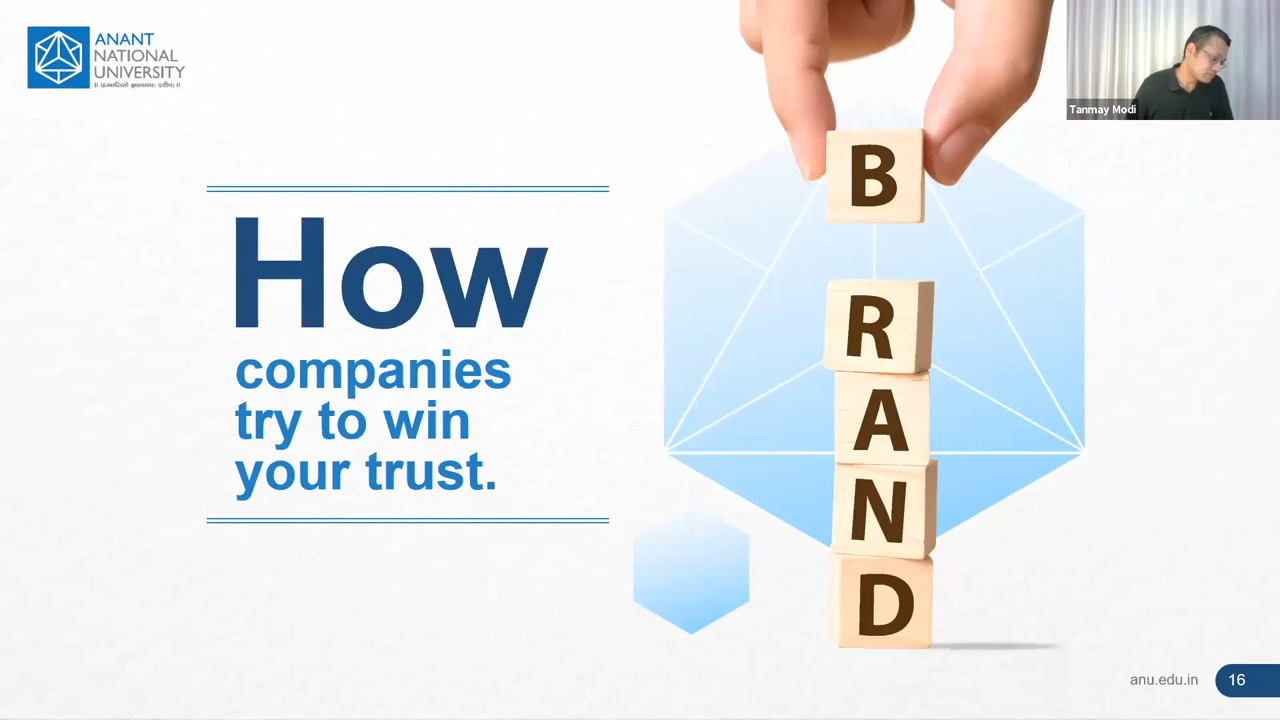 ANANT
NATIONAL
UNIVERSITY
Tanmay Modi
How
companies
try to win
your trust.
B
R
A
N
D
anu.edu.in
16